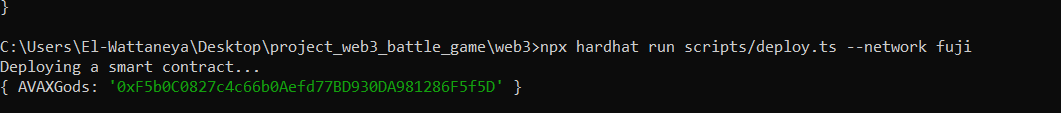 }
C:\Users\El-Wattaneya\Desktop\project_web3_battle_game\web3>npx hardhat run scripts/deploy.ts --network fuji
Deploying a smart contract...
{ AVAXGods: '0xF5b0C0827c4c66b0Aefd77BD930DA981286F5f5D' }